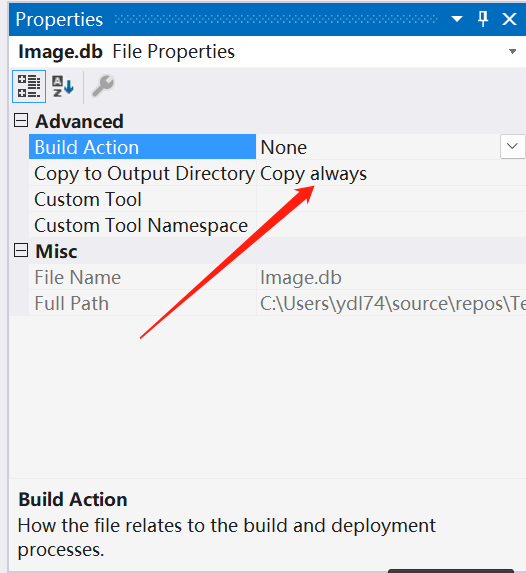 Properties
Image.db File Properties
Advanced
Build Action None
Copy to Output Directory Copy always
Custom Tool
Custom Tool Namespace
Misc
File Name Image.db
Full Path C:\Users\ydl74\source\repos\Te
Build Action
How the file relates to the build and deployment
processes.